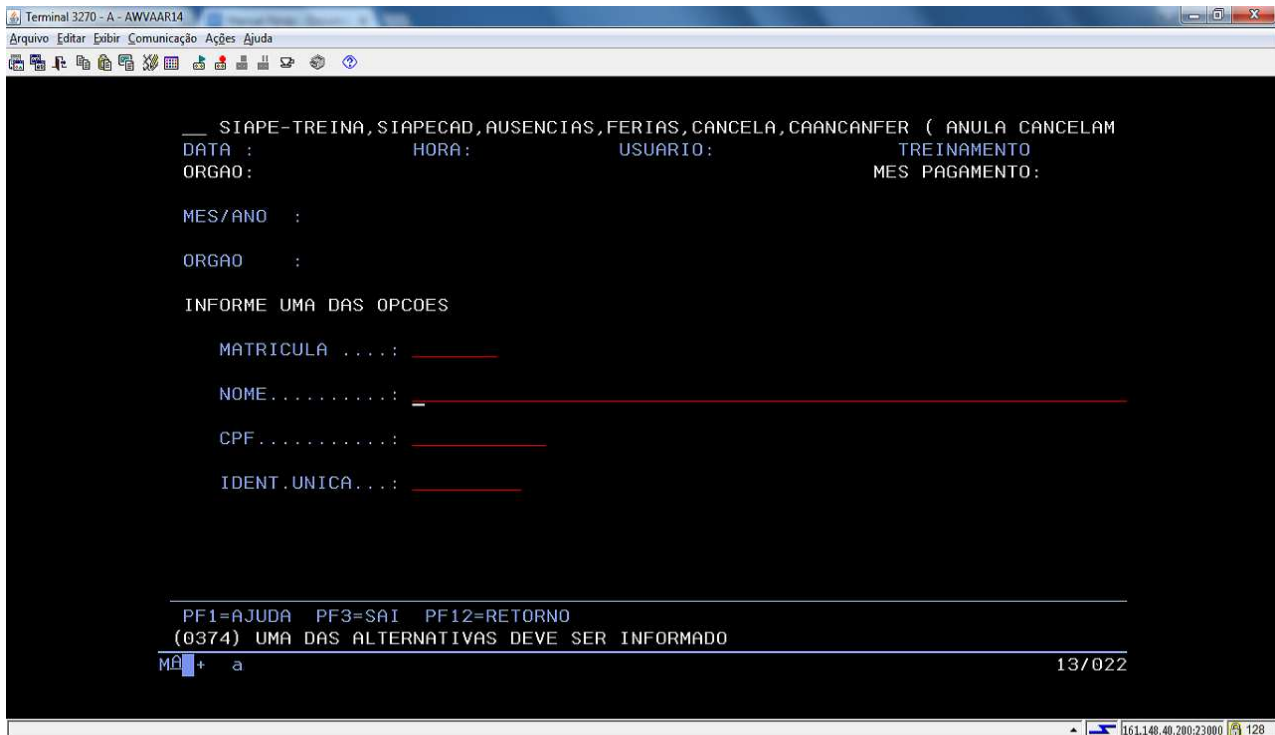 Terminal 3270 - A - AWVAAR14
Arquivo Editar Exibir Comunicação Ações Ajuda
__ SIAPE-TREINA,SIAPECAD,AUSENCIAS,FERIAS,CANCELA,CAANCANFER ( ANULA CANCELAM
DATA : HORA: USUARIO: TREINAMENTO
ORGAO: MES PAGAMENTO:
MES/ANO :
ORGAO :
INFORME UMA DAS OPCOES
MATRICULA ....:
NOME..........:
CPF...........:
IDENT.UNICA...:
PF1=AJUDA PF3=SAI PF12=RETORNO
(0374) UMA DAS ALTERNATIVAS DEVE SER INFORMADO
MA + a 13/022
161.148.40.200:23000 128